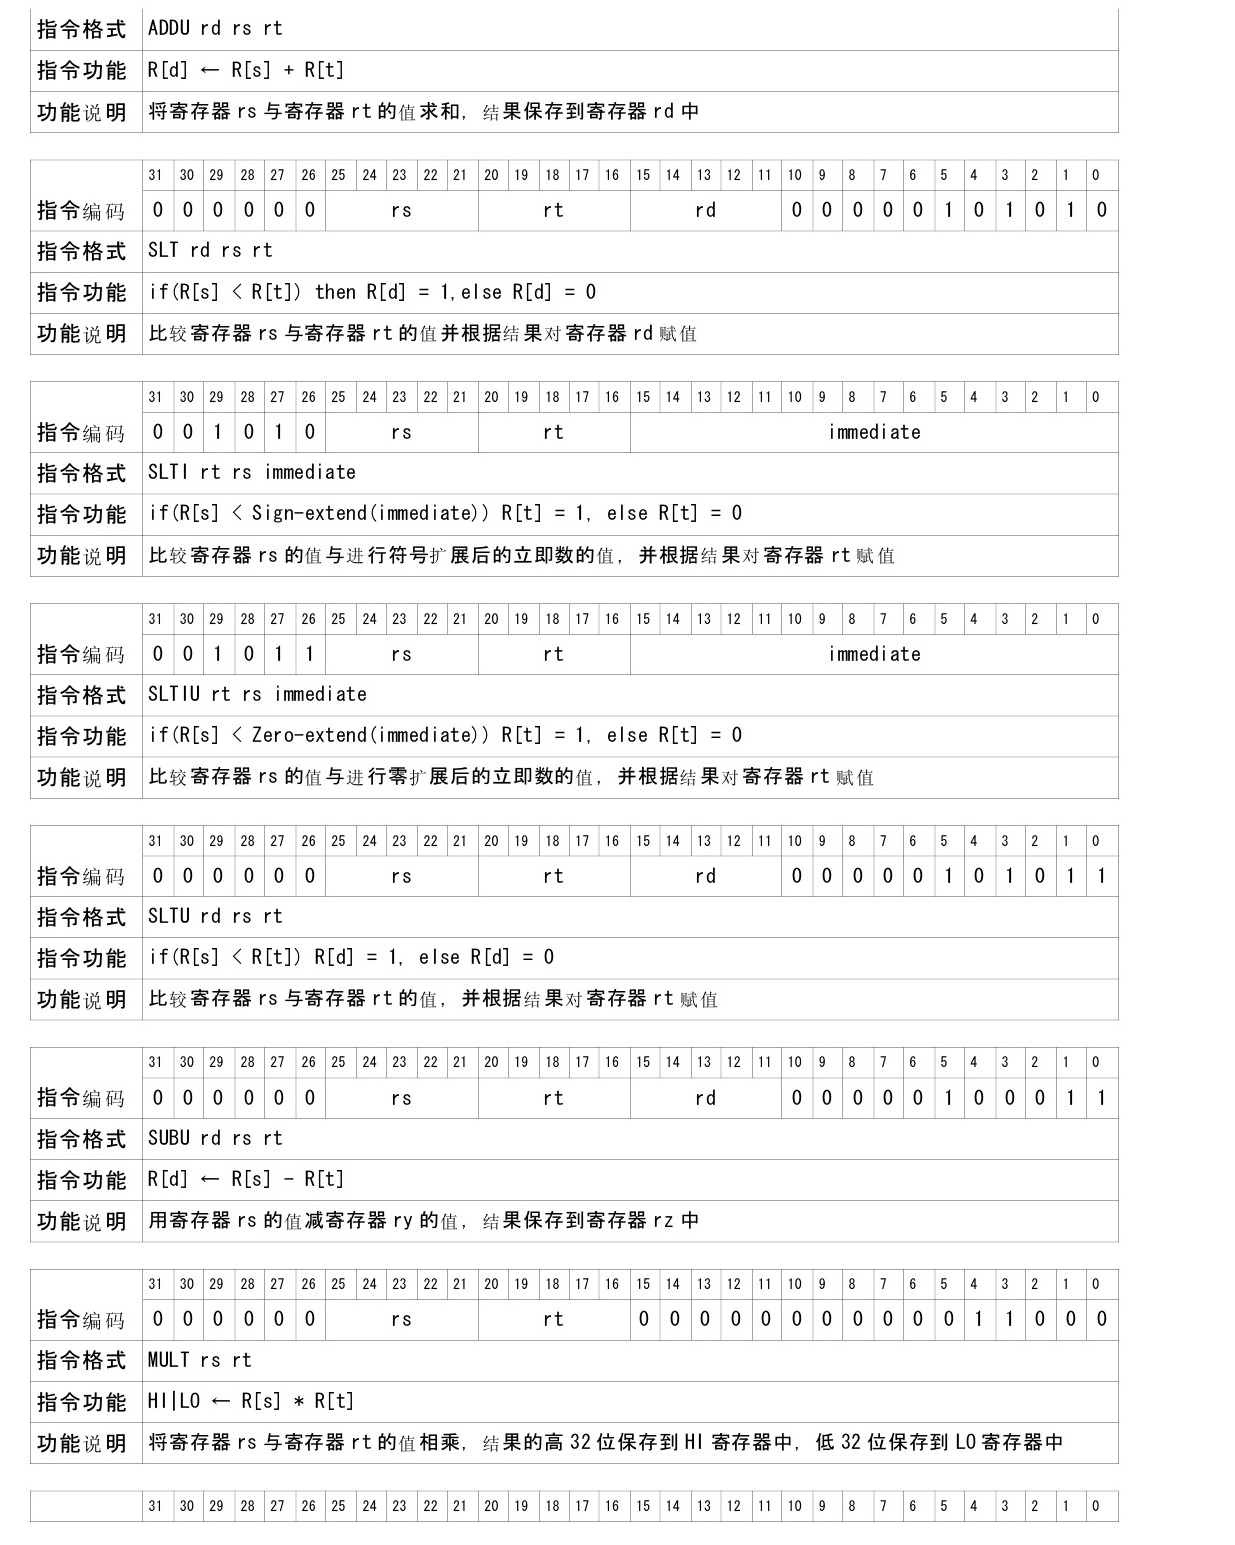 指令格式 ADDU rd rs rt
指令功能 R[d] ← R[s] + R[t]
功能说明 将寄存器 rs 与寄存器 rt 的值求和，结果保存到寄存器 rd 中
31 30 29 28 27 26 25 24 23 22 21 20 19 18 17 16 15 14 13 12 11 10 9 8 7 6 5 4 3 2 1 0
指令编码 0 0 0 0 0 0 rs rt rd 0 0 0 0 0 1 0 1 0 1 0
指令格式 SLT rd rs rt
指令功能 if(R[s] < R[t]) then R[d] = 1,else R[d] = 0
功能说明 比较寄存器 rs 与寄存器 rt 的值并根据结果对寄存器 rd 赋值
31 30 29 28 27 26 25 24 23 22 21 20 19 18 17 16 15 14 13 12 11 10 9 8 7 6 5 4 3 2 1 0
指令编码 0 0 1 0 1 0 rs rt immediate
指令格式 SLTI rt rs immediate
指令功能 if(R[s] < Sign-extend(immediate)) R[t] = 1, else R[t] = 0
功能说明 比较寄存器 rs 的值与进行符号扩展后的立即数的值，并根据结果对寄存器 rt 赋值
31 30 29 28 27 26 25 24 23 22 21 20 19 18 17 16 15 14 13 12 11 10 9 8 7 6 5 4 3 2 1 0
指令编码 0 0 1 0 1 1 rs rt immediate
指令格式 SLTIU rt rs immediate
指令功能 if(R[s] < Zero-extend(immediate)) R[t] = 1, else R[t] = 0
功能说明 比较寄存器 rs 的值与进行零扩展后的立即数的值，并根据结果对寄存器 rt 赋值
31 30 29 28 27 26 25 24 23 22 21 20 19 18 17 16 15 14 13 12 11 10 9 8 7 6 5 4 3 2 1 0
指令编码 0 0 0 0 0 0 rs rt rd 0 0 0 0 0 1 0 1 0 1 1
指令格式 SLTU rd rs rt
指令功能 if(R[s] < R[t]) R[d] = 1, else R[d] = 0
功能说明 比较寄存器 rs 与寄存器 rt 的值，并根据结果对寄存器 rt 赋值
31 30 29 28 27 26 25 24 23 22 21 20 19 18 17 16 15 14 13 12 11 10 9 8 7 6 5 4 3 2 1 0
指令编码 0 0 0 0 0 0 rs rt rd 0 0 0 0 0 1 0 0 0 1 1
指令格式 SUBU rd rs rt
指令功能 R[d] ← R[s] - R[t]
功能说明 用寄存器 rs 的值减寄存器 ry 的值，结果保存到寄存器 rz 中
31 30 29 28 27 26 25 24 23 22 21 20 19 18 17 16 15 14 13 12 11 10 9 8 7 6 5 4 3 2 1 0
指令编码 0 0 0 0 0 0 rs rt 0 0 0 0 0 0 0 0 0 0 0 1 1 0 0 0
指令格式 MULT rs rt
指令功能 HI|LO ← R[s] * R[t]
功能说明 将寄存器 rs 与寄存器 rt 的值相乘，结果的高 32 位保存到 HI 寄存器中，低 32 位保存到 LO 寄存器中
31 30 29 28 27 26 25 24 23 22 21 20 19 18 17 16 15 14 13 12 11 10 9 8 7 6 5 4 3 2 1 0